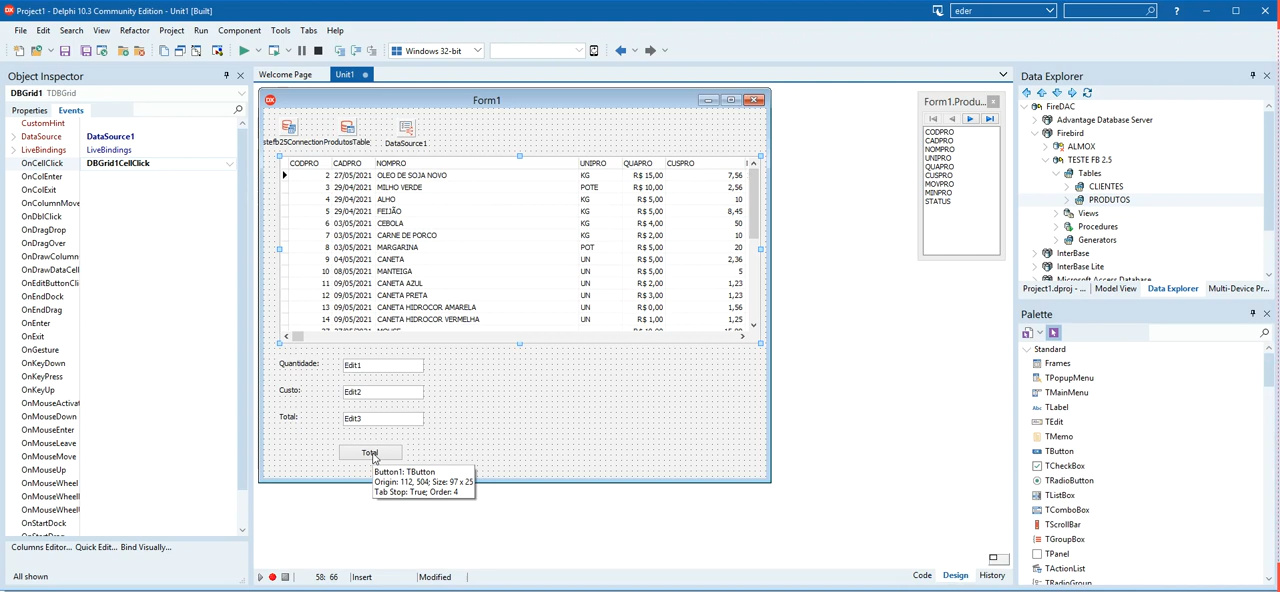 Project1 - Delphi 10.3 Community Edition - Unit1 [Built]
eder
File Edit Search View Refactor Project Run Component Tools Tabs Help
Windows 32-bit
Object Inspector
DBGrid1 TDBGrid
Properties Events
CustomHint
DataSource DataSource1
LiveBindings LiveBindings
OnCellClick DBGrid1CellClick
OnColEnter
OnColExit
OnColumnMove
OnDblClick
OnDragDrop
OnDragOver
OnDrawColumn
OnDrawDataCell
OnEditButtonCli
OnEndDock
OnEndDrag
OnEnter
OnExit
OnGesture
OnKeyDown
OnKeyPress
OnKeyUp
OnMouseActivat
OnMouseDown
OnMouseEnter
OnMouseLeave
OnMouseMove
OnMouseUp
OnMouseWheel
OnMouseWheel
OnMouseWheel
OnStartDock
OnStartDrag
Columns Editor... Quick Edit... Bind Visually...
All shown
Welcome Page Unit1
Form1
stefb25Connection ProdutosTable DataSource1
CODPRO CADPRO NOMPRO UNIPRO QUAPRO CUSPRO
2 27/05/2021 OLEO DE SOJA NOVO KG R$ 15,00 7,56
3 29/04/2021 MILHO VERDE POTE R$ 10,00 2,56
4 29/04/2021 ALHO KG R$ 5,00 10
5 29/04/2021 FEIJÃO KG R$ 5,00 8,45
6 03/05/2021 CEBOLA KG R$ 4,00 50
7 03/05/2021 CARNE DE PORCO KG R$ 2,00 10
8 03/05/2021 MARGARINA POT R$ 5,00 20
9 04/05/2021 CANETA UN R$ 5,00 2,36
10 08/05/2021 MANTEIGA UN R$ 5,00 5
11 09/05/2021 CANETA AZUL UN R$ 2,00 1,23
12 09/05/2021 CANETA PRETA UN R$ 3,00 1,23
13 09/05/2021 CANETA HIDROCOR AMARELA UN R$ 0,00 1,56
14 09/05/2021 CANETA HIDROCOR VERMELHA UN R$ 1,00 1,25
Quantidade: Edit1
Custo: Edit2
Total: Edit3
Total
Button1: TButton
Origin: 112, 504; Size: 97 x 25
Tab Stop: True; Order: 4
58: 66 Insert Modified
Code Design History
Form1.Produ...
CODPRO
CADPRO
NOMPRO
UNIPRO
QUAPRO
CUSPRO
MOVPRO
MINPRO
STATUS
Data Explorer
FireDAC
Advantage Database Server
Firebird
ALMOX
TESTE FB 2.5
Tables
CLIENTES
PRODUTOS
Views
Procedures
Generators
InterBase
InterBase Lite
Microsoft Access Database
Project1.dproj - ... Model View Data Explorer Multi-Device Pr...
Palette
Standard
Frames
TPopupMenu
TMainMenu
TLabel
TEdit
TMemo
TButton
TCheckBox
TRadioButton
TListBox
TComboBox
TScrollBar
TGroupBox
TPanel
TActionList
TRadioGroup